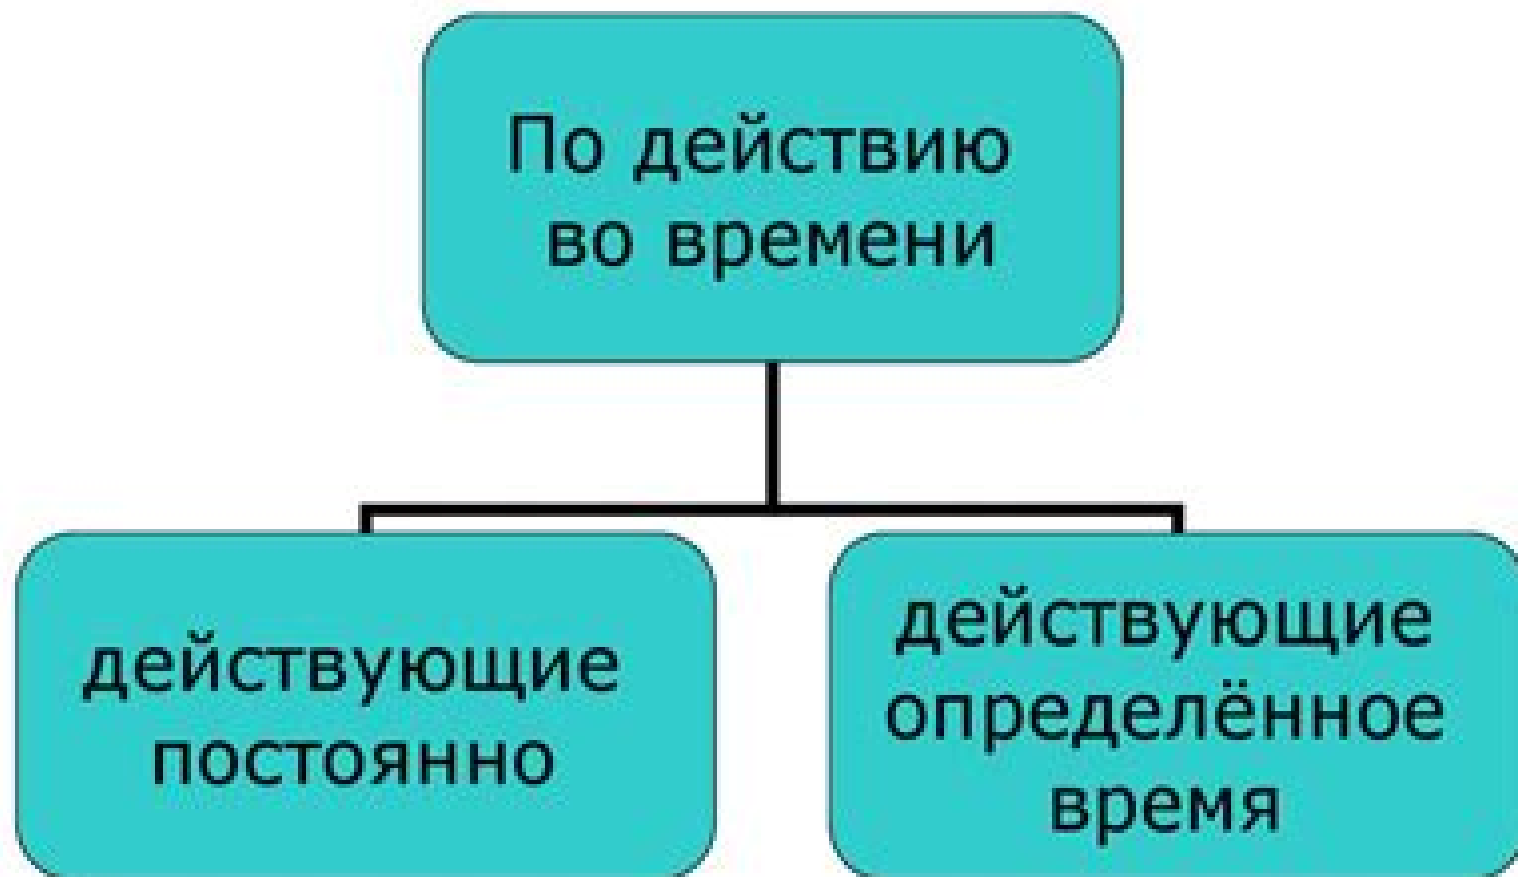 По действию
во времени
действующие
постоянно
действующие
определённое
время